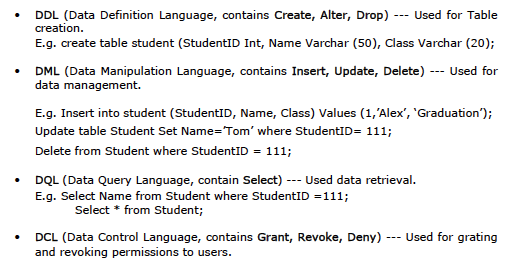 • DDL (Data Definition Language, contains Create, Alter, Drop) --- Used for Table
creation.
E.g. create table student (StudentID Int, Name Varchar (50), Class Varchar (20);
• DML (Data Manipulation Language, contains Insert, Update, Delete) --- Used for
data management.
E.g. Insert into student (StudentID, Name, Class) Values (1,’Alex’, ‘Graduation’);
Update table Student Set Name=’Tom’ where StudentID= 111;
Delete from Student where StudentID = 111;
• DQL (Data Query Language, contain Select) --- Used data retrieval.
E.g. Select Name from Student where StudentID =111;
Select * from Student;
• DCL (Data Control Language, contains Grant, Revoke, Deny) --- Used for grating
and revoking permissions to users.